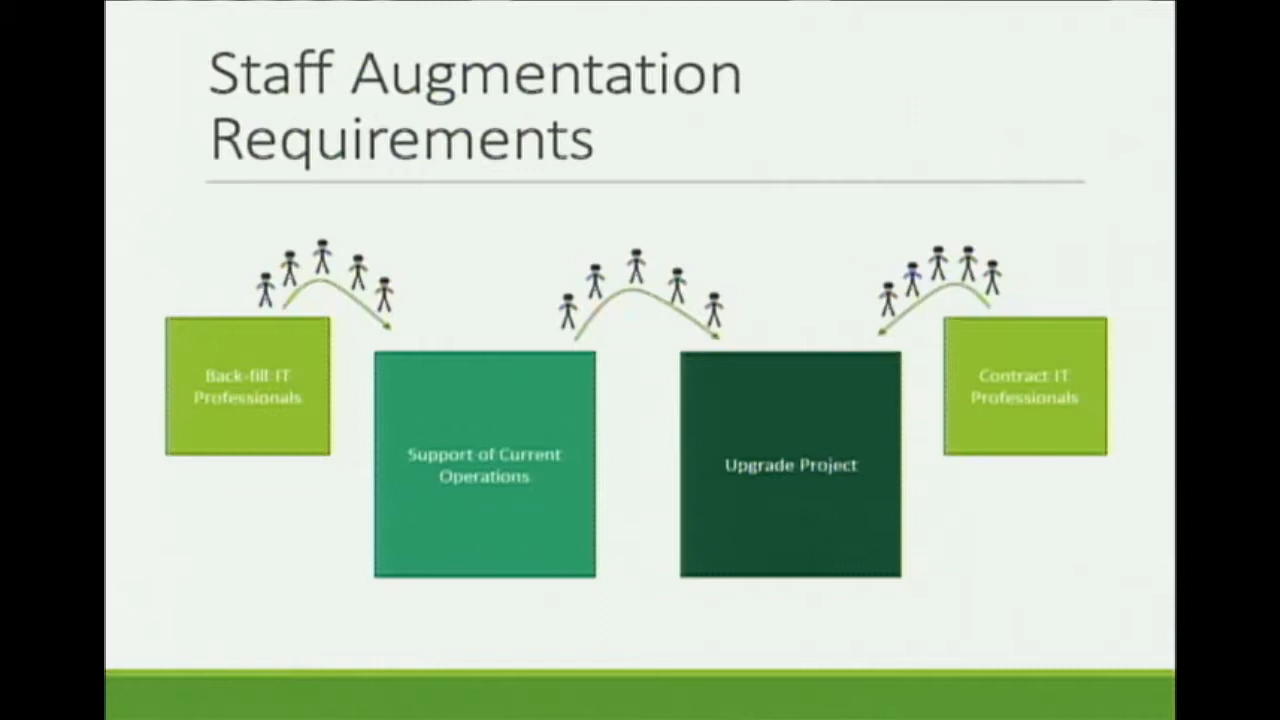 Staff Augmentation
Requirements
Back-fill IT
Professionals
Support of Current
Operations
Upgrade Project
Contract IT
Professionals